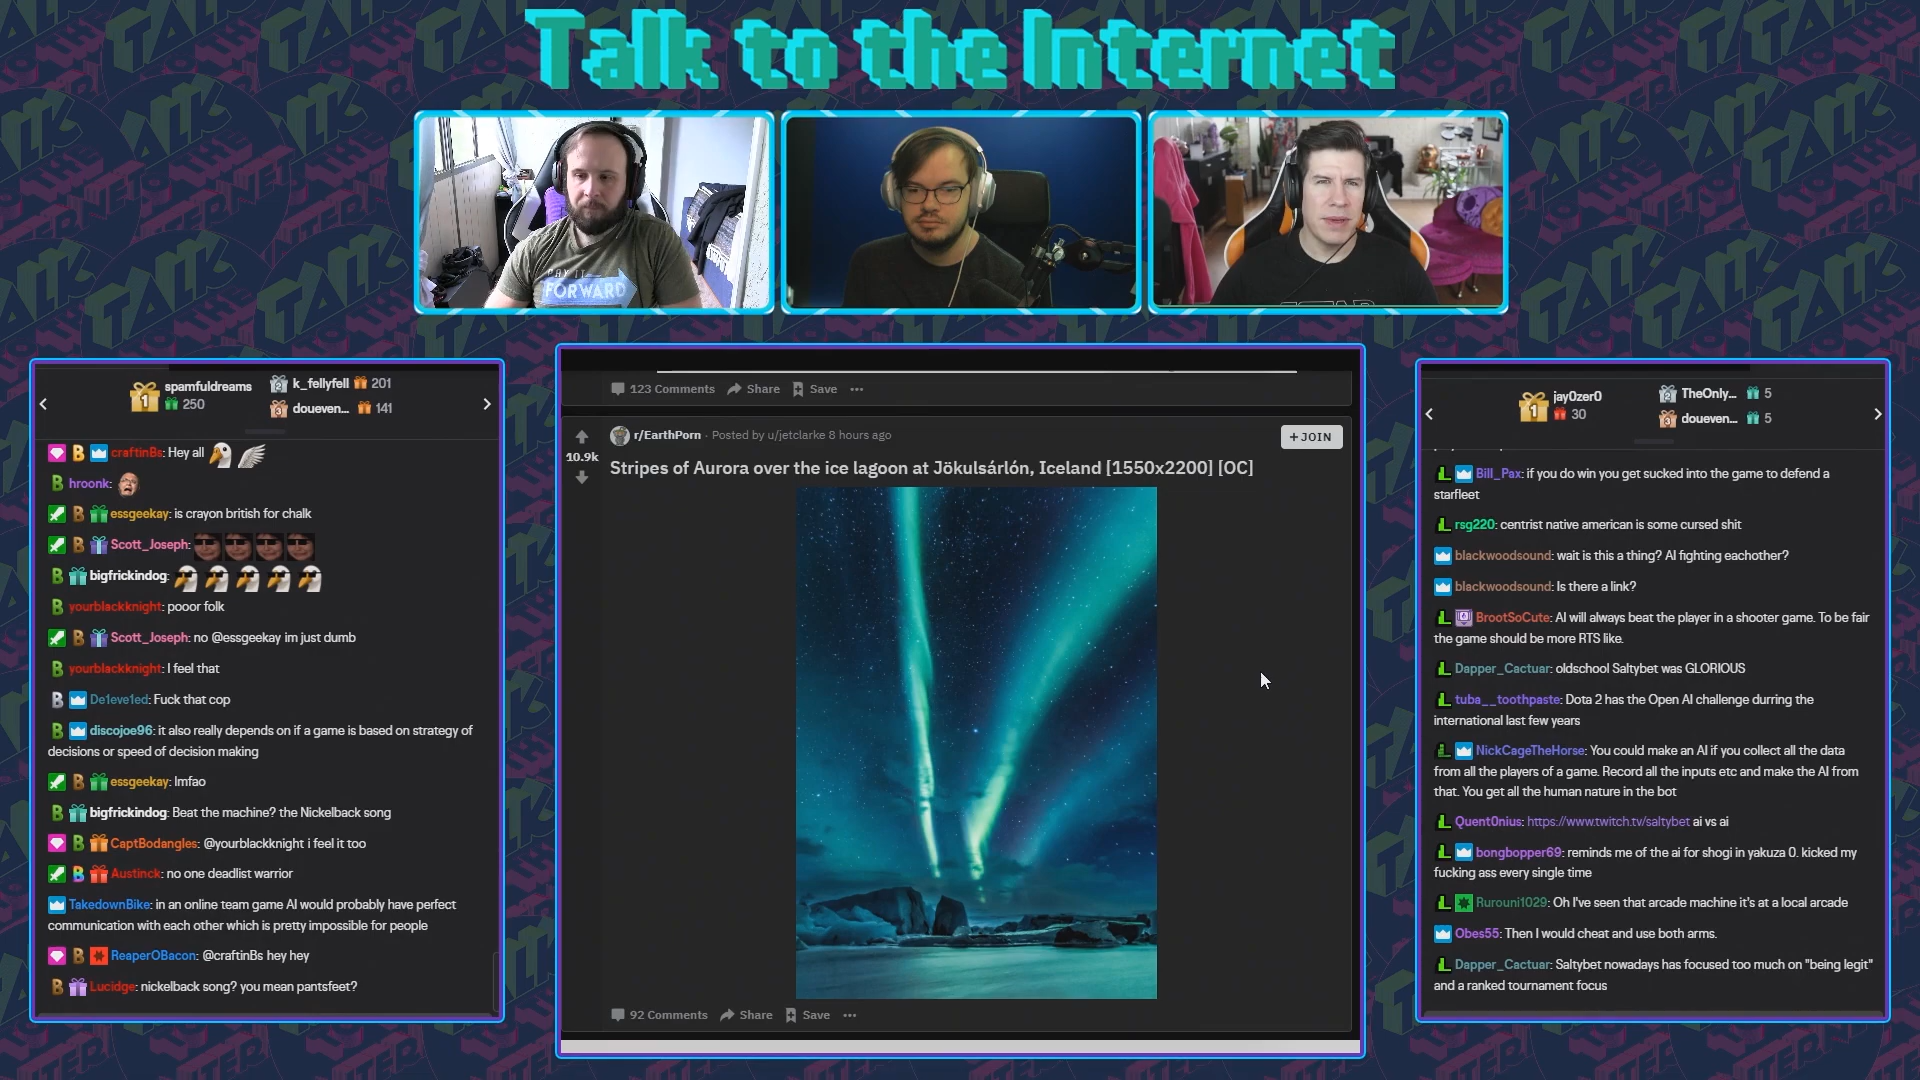 Talk to the Internet
PAY IT
FORWARD
spamfuldreams
250
k_fellyfell 201
doueven... 141
craftinBs: Hey all
hroonk:
essgeekay: is crayon british for chalk
Scott_Joseph:
bigfrickindog:
yourblackknight: pooor folk
Scott_Joseph: no @essgeekay im just dumb
yourblackknight: I feel that
De1eve1ed: Fuck that cop
discojoe96: it also really depends on if a game is based on strategy of
decisions or speed of decision making
essgeekay: lmfao
bigfrickindog: Beat the machine? the Nickelback song
CaptBodangles: @yourblackknight i feel it too
Austinck: no one deadlist warrior
TakedownBike: in an online team game AI would probably have perfect
communication with each other which is pretty impossible for people
ReaperOBacon: @craftinBs hey hey
Lucidge: nickelback song? you mean pantsfeet?
123 Comments Share Save
r/EarthPorn · Posted by u/jetclarke 8 hours ago
+ JOIN
10.9k
Stripes of Aurora over the ice lagoon at Jökulsárlón, Iceland [1550x2200] [OC]
92 Comments Share Save
jay0zer0
30
TheOnly... 5
doueven... 5
Bill_Pax: if you do win you get sucked into the game to defend a
starfleet
rsg220: centrist native american is some cursed shit
blackwoodsound: wait is this a thing? AI fighting eachother?
blackwoodsound: Is there a link?
BrootSoCute: AI will always beat the player in a shooter game. To be fair
the game should be more RTS like.
Dapper_Cactuar: oldschool Saltybet was GLORIOUS
tuba__toothpaste: Dota 2 has the Open AI challenge durring the
international last few years
NickCageTheHorse: You could make an AI if you collect all the data
from all the players of a game. Record all the inputs etc and make the AI from
that. You get all the human nature in the bot
Quent0nius: https://www.twitch.tv/saltybet ai vs ai
bongbopper69: reminds me of the ai for shogi in yakuza 0. kicked my
fucking ass every single time
Rurouni1029: Oh I've seen that arcade machine it's at a local arcade
Obes55: Then I would cheat and use both arms.
Dapper_Cactuar: Saltybet nowadays has focused too much on "being legit"
and a ranked tournament focus